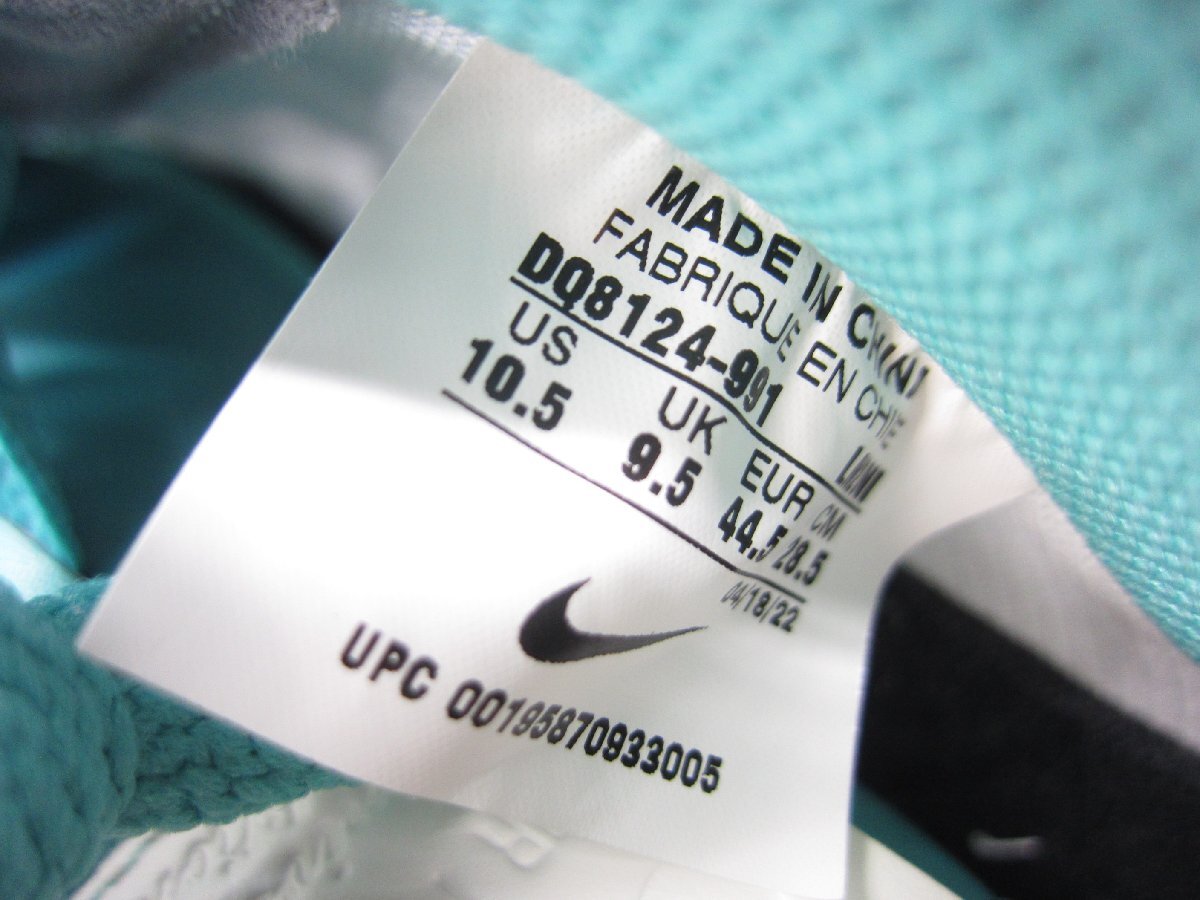 MADE IN CHINA
FABRIQUE EN CHINE
DQ8124-991
US UK EUR CM
10.5 9.5 44.5 28.5
04/18/22
UPC 00195870933005